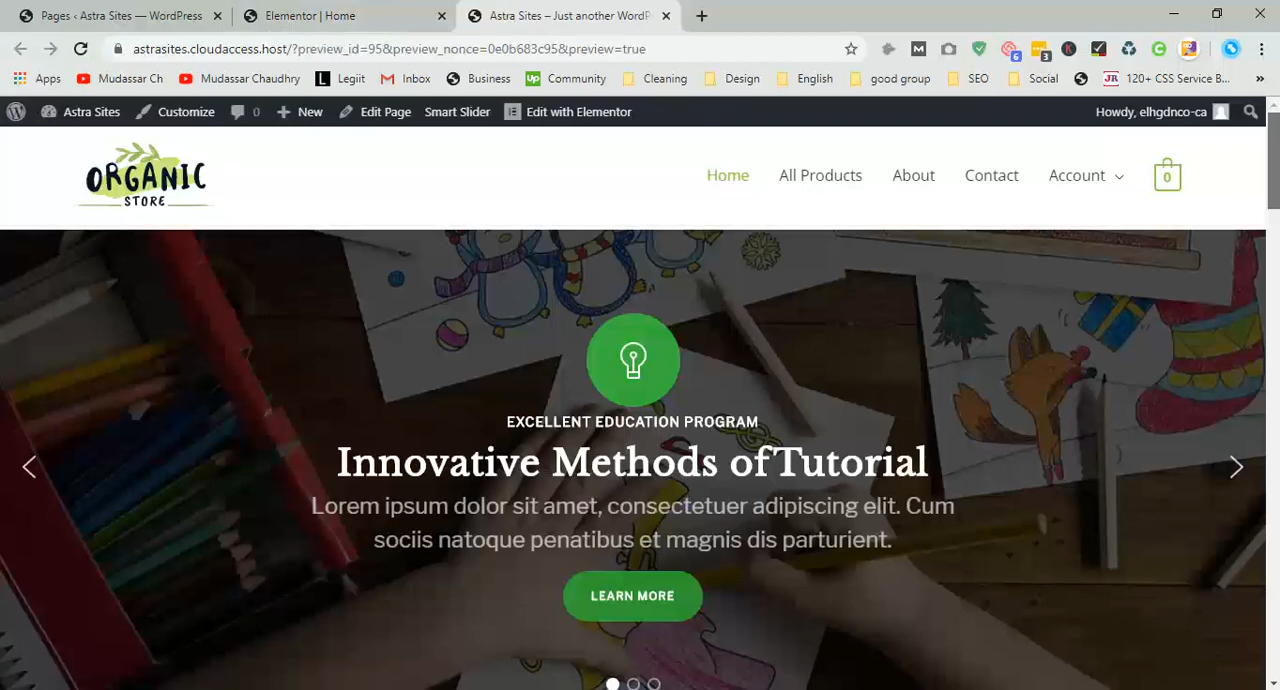 Pages ‹ Astra Sites — WordPress
Elementor | Home
Astra Sites – Just another WordP
astrasites.cloudaccess.host/?preview_id=95&preview_nonce=0e0b683c95&preview=true
6
3
Apps
Mudassar Ch
Mudassar Chaudhry
Legiit
Inbox
Business
Community
Cleaning
Design
English
good group
SEO
Social
120+ CSS Service B...
Astra Sites
Customize
0
New
Edit Page
Smart Slider
Edit with Elementor
Howdy, elhgdnco-ca
ORGANIC
STORE
Home
All Products
About
Contact
Account
0
EXCELLENT EDUCATION PROGRAM
Innovative Methods of Tutorial
Lorem ipsum dolor sit amet, consectetuer adipiscing elit. Cum
sociis natoque penatibus et magnis dis parturient.
LEARN MORE